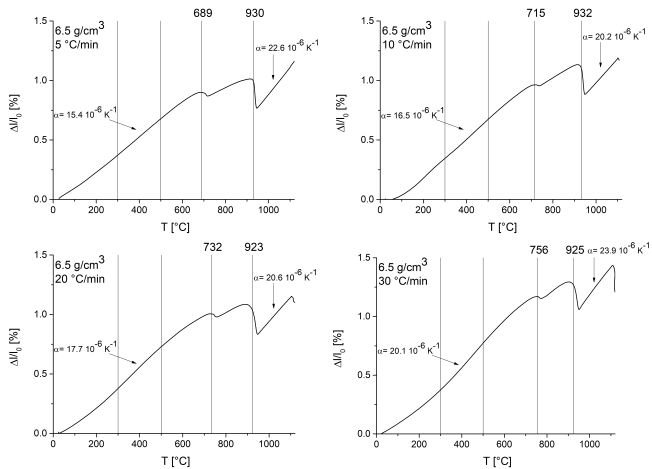 689 930
6.5 g/cm3
5 °C/min
α= 22.6 10-6 K-1
α= 15.4 10-6 K-1
Δl/l0 [%]
1.5
1.0
0.5
0.0
0 200 400 600 800 1000
T [°C]
715 932
6.5 g/cm3
10 °C/min
α= 20.2 10-6 K-1
α= 16.5 10-6 K-1
Δl/l0 [%]
1.5
1.0
0.5
0.0
0 200 400 600 800 1000
T [°C]
732 923
6.5 g/cm3
20 °C/min
α= 20.6 10-6 K-1
α= 17.7 10-6 K-1
Δl/l0 [%]
1.5
1.0
0.5
0.0
0 200 400 600 800 1000
T [°C]
756 925
α= 23.9 10-6 K-1
6.5 g/cm3
30 °C/min
α= 20.1 10-6 K-1
Δl/l0 [%]
1.5
1.0
0.5
0.0
0 200 400 600 800 1000
T [°C]